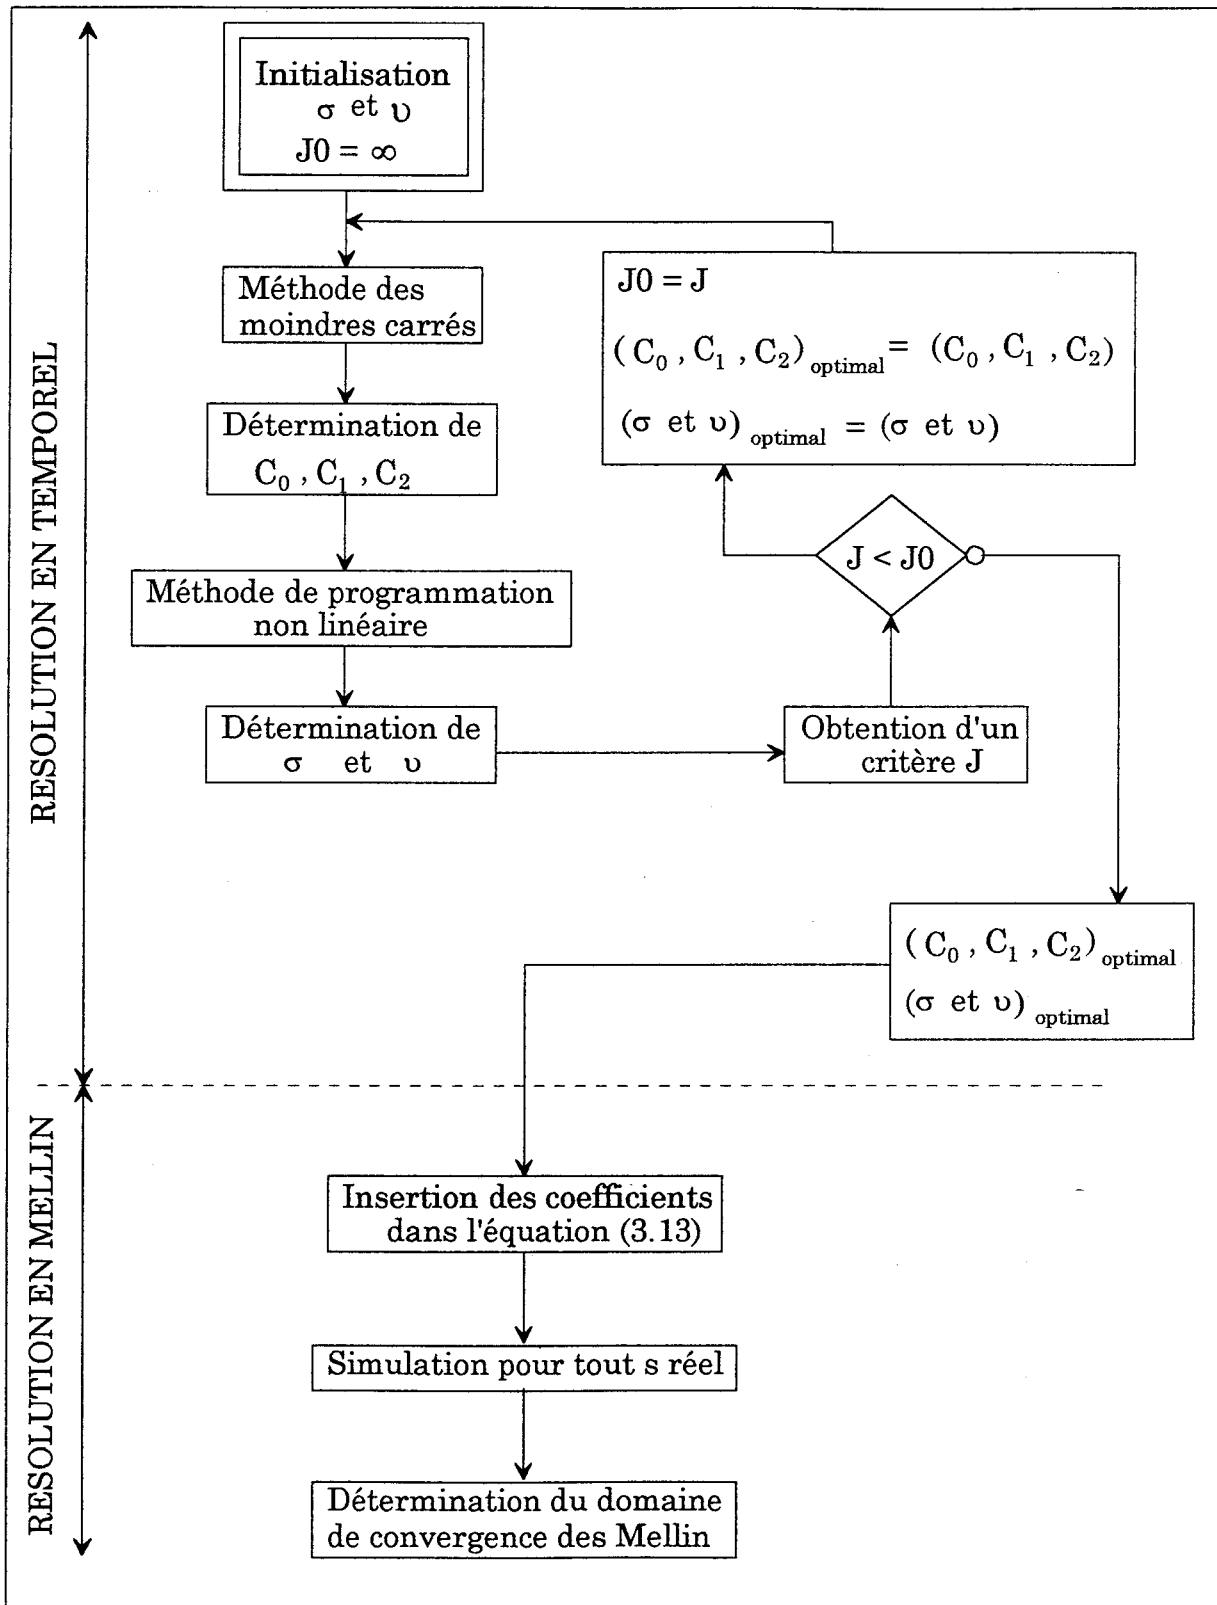 RESOLUTION EN TEMPOREL
Initialisation
σ et υ
J0 = ∞
Méthode des
moindres carrés
Détermination de
C₀ , C₁ , C₂
Méthode de programmation
non linéaire
Détermination de
σ et υ
Obtention d'un
critère J
J < J0
J0 = J
( C₀ , C₁ , C₂ ) optimal = ( C₀ , C₁ , C₂ )
(σ et υ) optimal = (σ et υ)
( C₀ , C₁ , C₂ ) optimal
(σ et υ) optimal
RESOLUTION EN MELLIN
Insertion des coefficients
dans l'équation (3.13)
Simulation pour tout s réel
Détermination du domaine
de convergence des Mellin